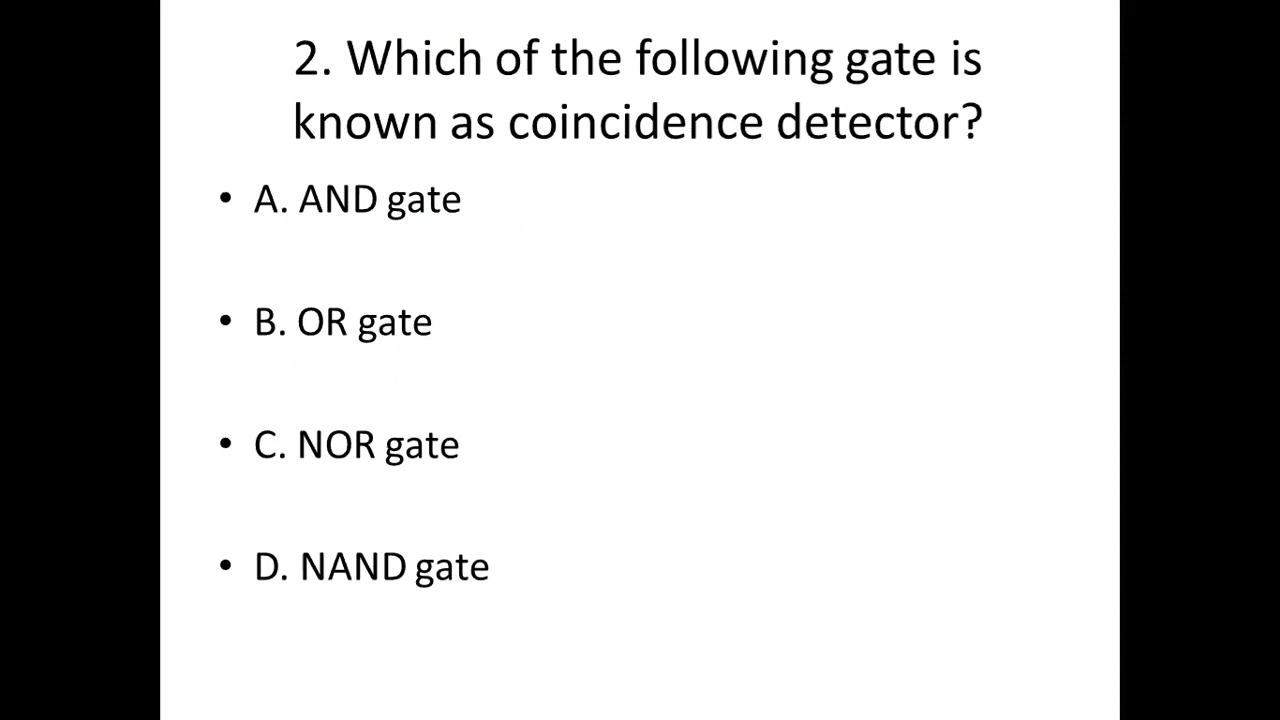 2. Which of the following gate is
known as coincidence detector?
• A. AND gate
• B. OR gate
• C. NOR gate
• D. NAND gate